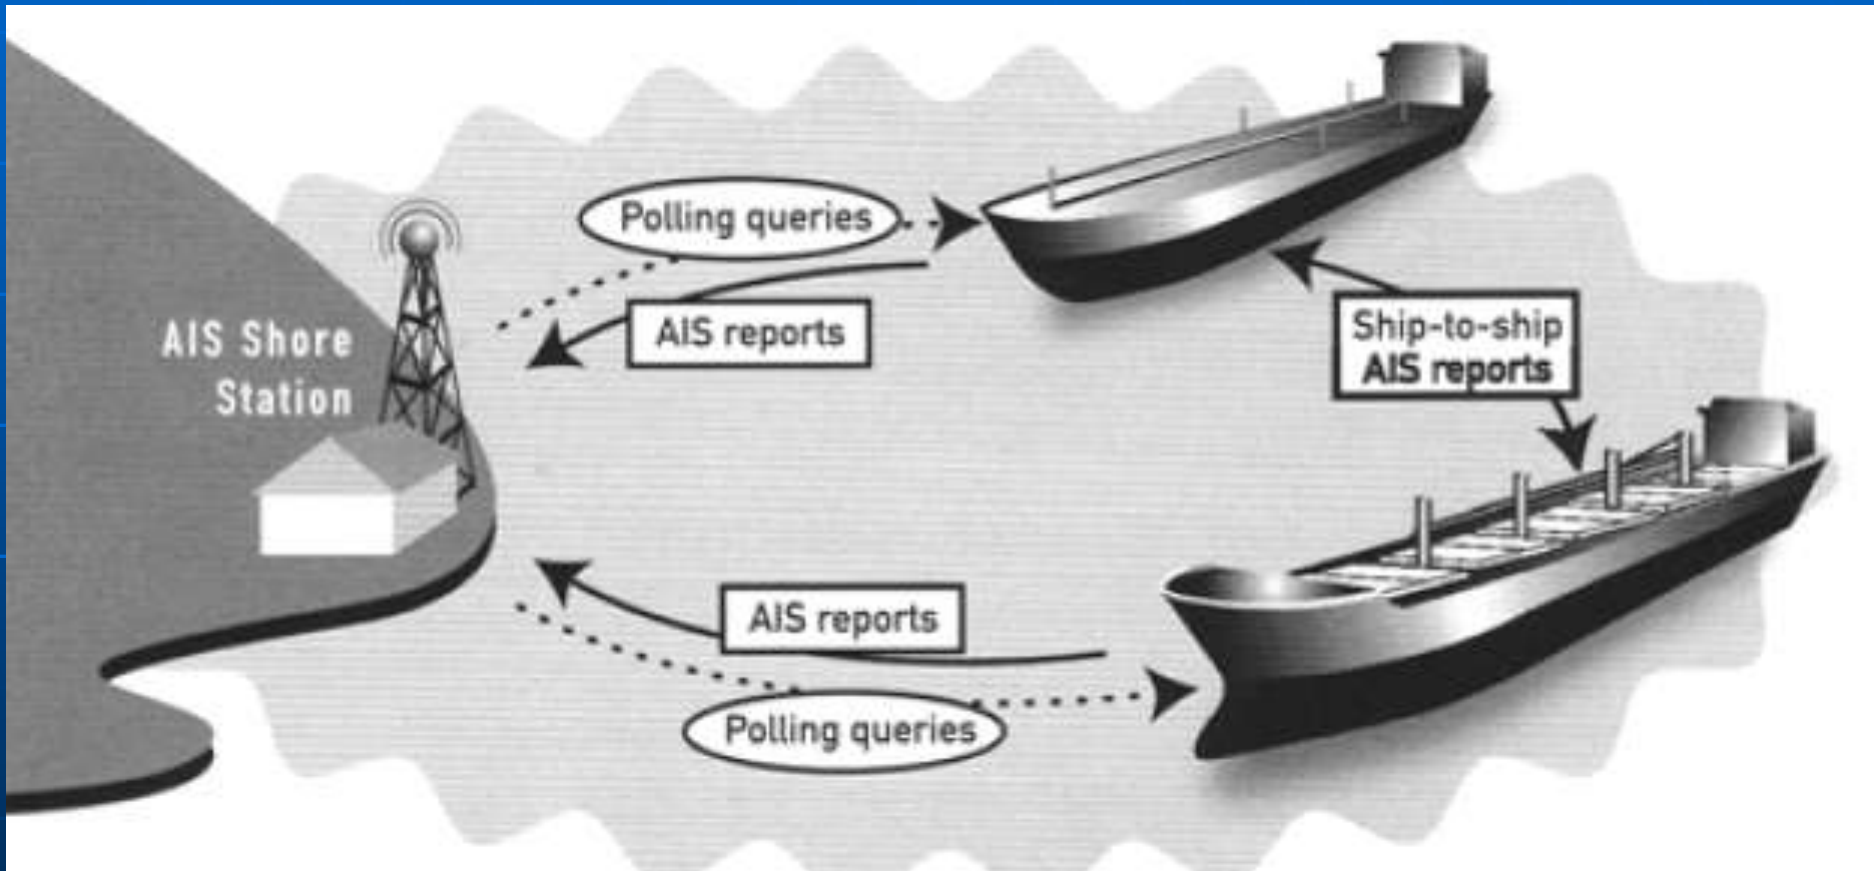 Polling queries
AIS reports
AIS Shore
Station
Ship-to-ship
AIS reports
AIS reports
Polling queries